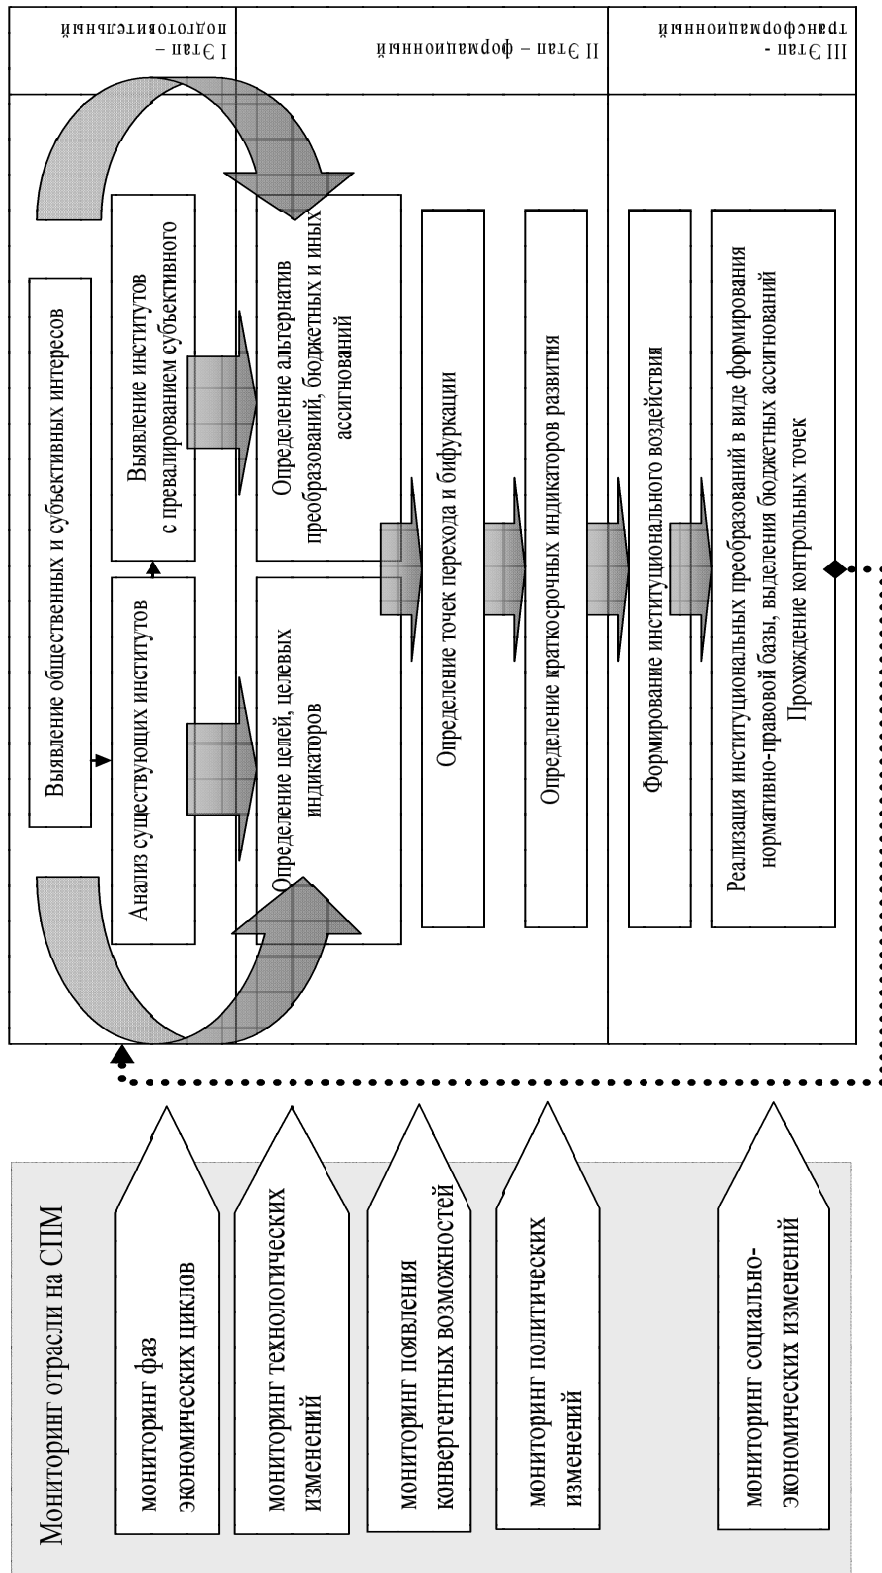 Мониторинг отрасли на СПМ
мониторинг фаз
экономических циклов
мониторинг технологических
изменений
мониторинг появления
конвергентных возможностей
мониторинг политических
изменений
мониторинг социально-
экономических изменений
I Этап –
подготовительный
Выявление общественных и субъективных интересов
Анализ существующих институтов
Выявление институтов
с превалированием субъективного
II Этап – формационный
Определение целей, целевых
индикаторов
Определение альтернатив
преобразований, бюджетных и иных
ассигнований
Определение точек перехода и бифуркации
Определение краткосрочных индикаторов развития
III Этап -
трансформационный
Формирование институционального воздействия
Реализация институциональных преобразований в виде формирования
нормативно-правовой базы, выделения бюджетных ассигнований
Прохождение контрольных точек